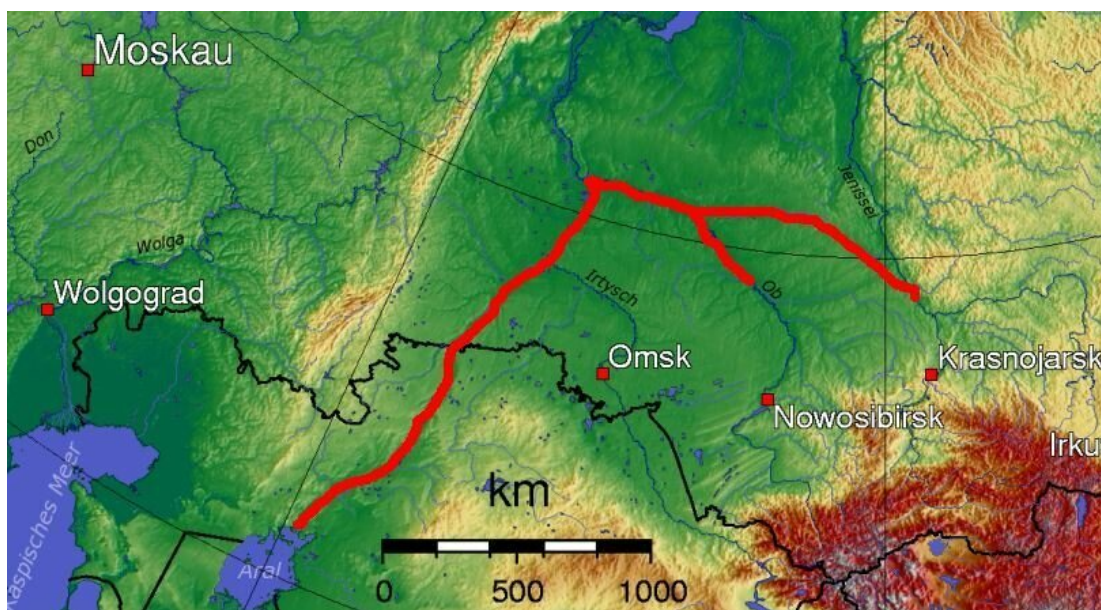 Moskau
Don
Jenissei
Wolga
Wolgograd
Irtysch
Ob
Omsk
Krasnojarsk
Nowosibirsk
Irku
Kaspisches Meer
km
Aral
0 500 1000